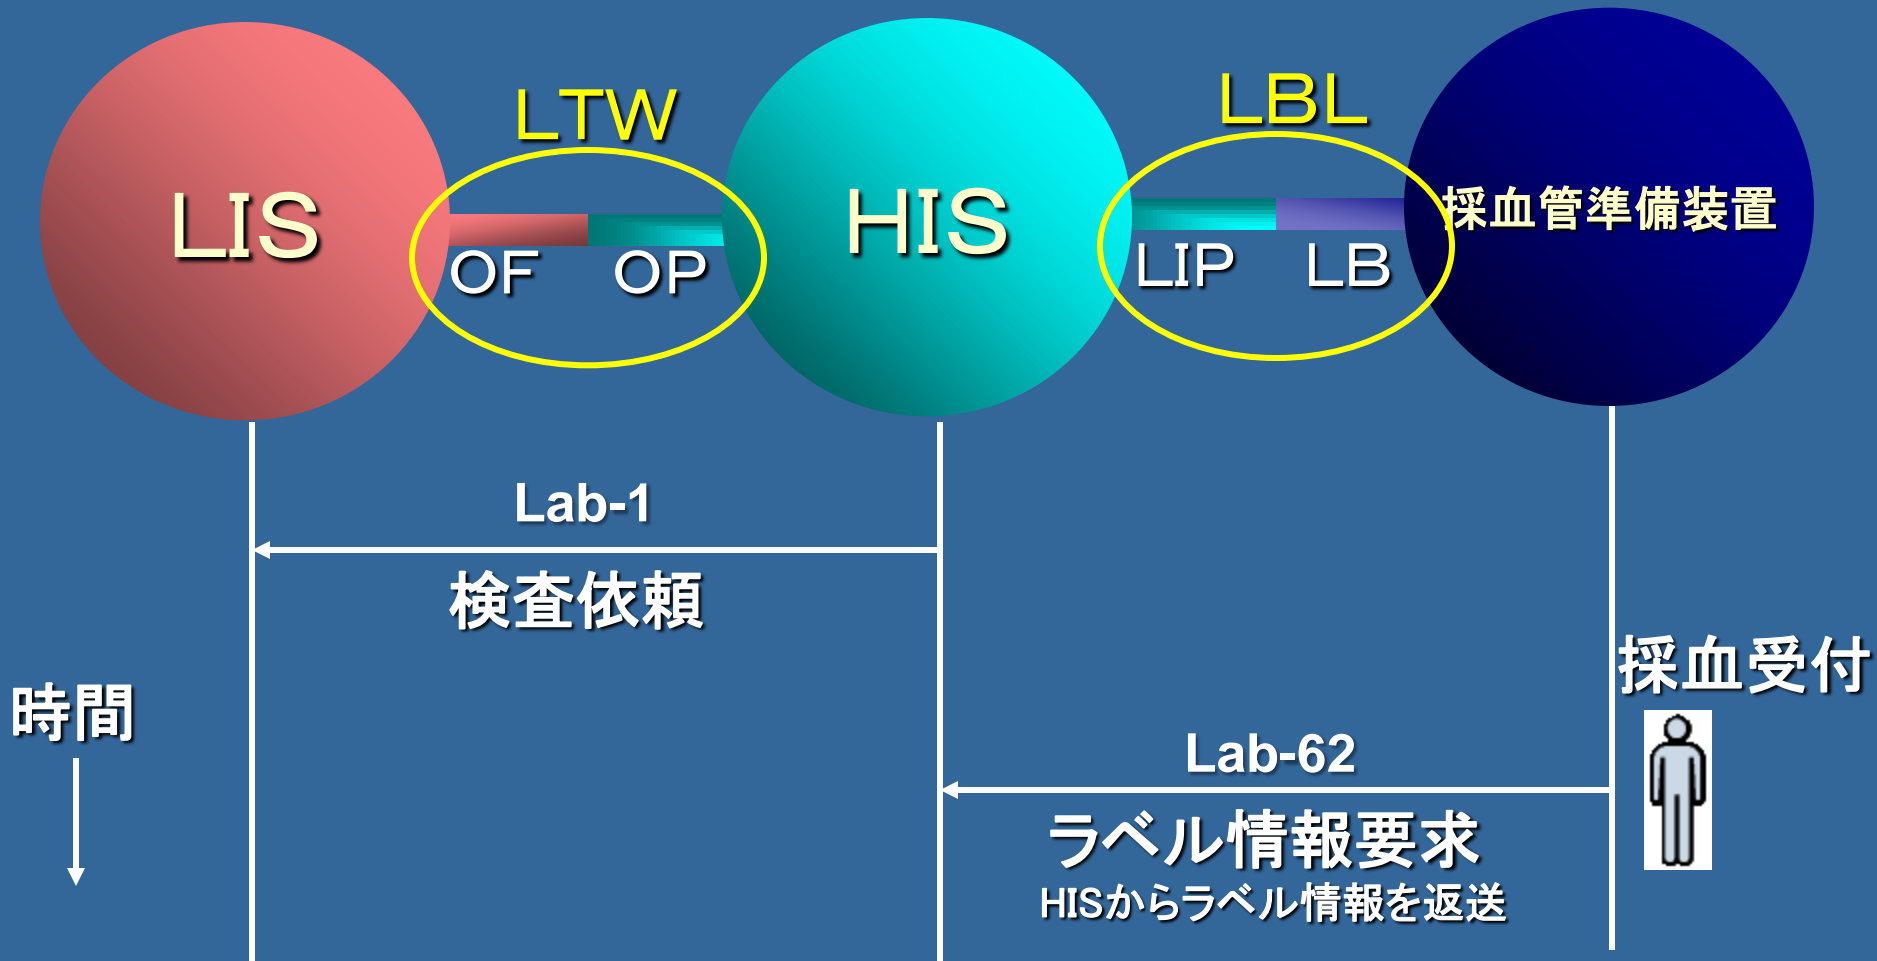 LTW
LBL
LIS
HIS
採血管準備装置
OF
OP
LIP
LB
Lab-1
検査依頼
採血受付
時間
Lab-62
ラベル情報要求
HISからラベル情報を返送